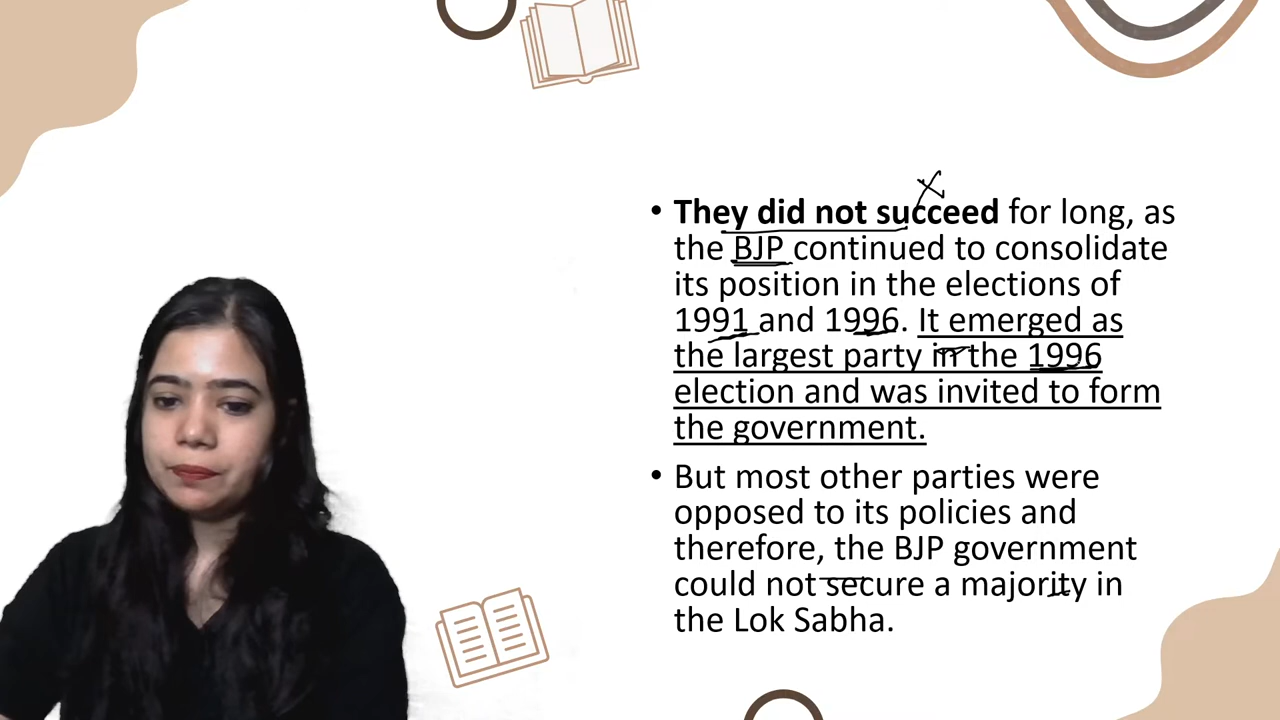 • They did not succeed for long, as
the BJP continued to consolidate
its position in the elections of
1991 and 1996. It emerged as
the largest party in the 1996
election and was invited to form
the government.
• But most other parties were
opposed to its policies and
therefore, the BJP government
could not secure a majority in
the Lok Sabha.